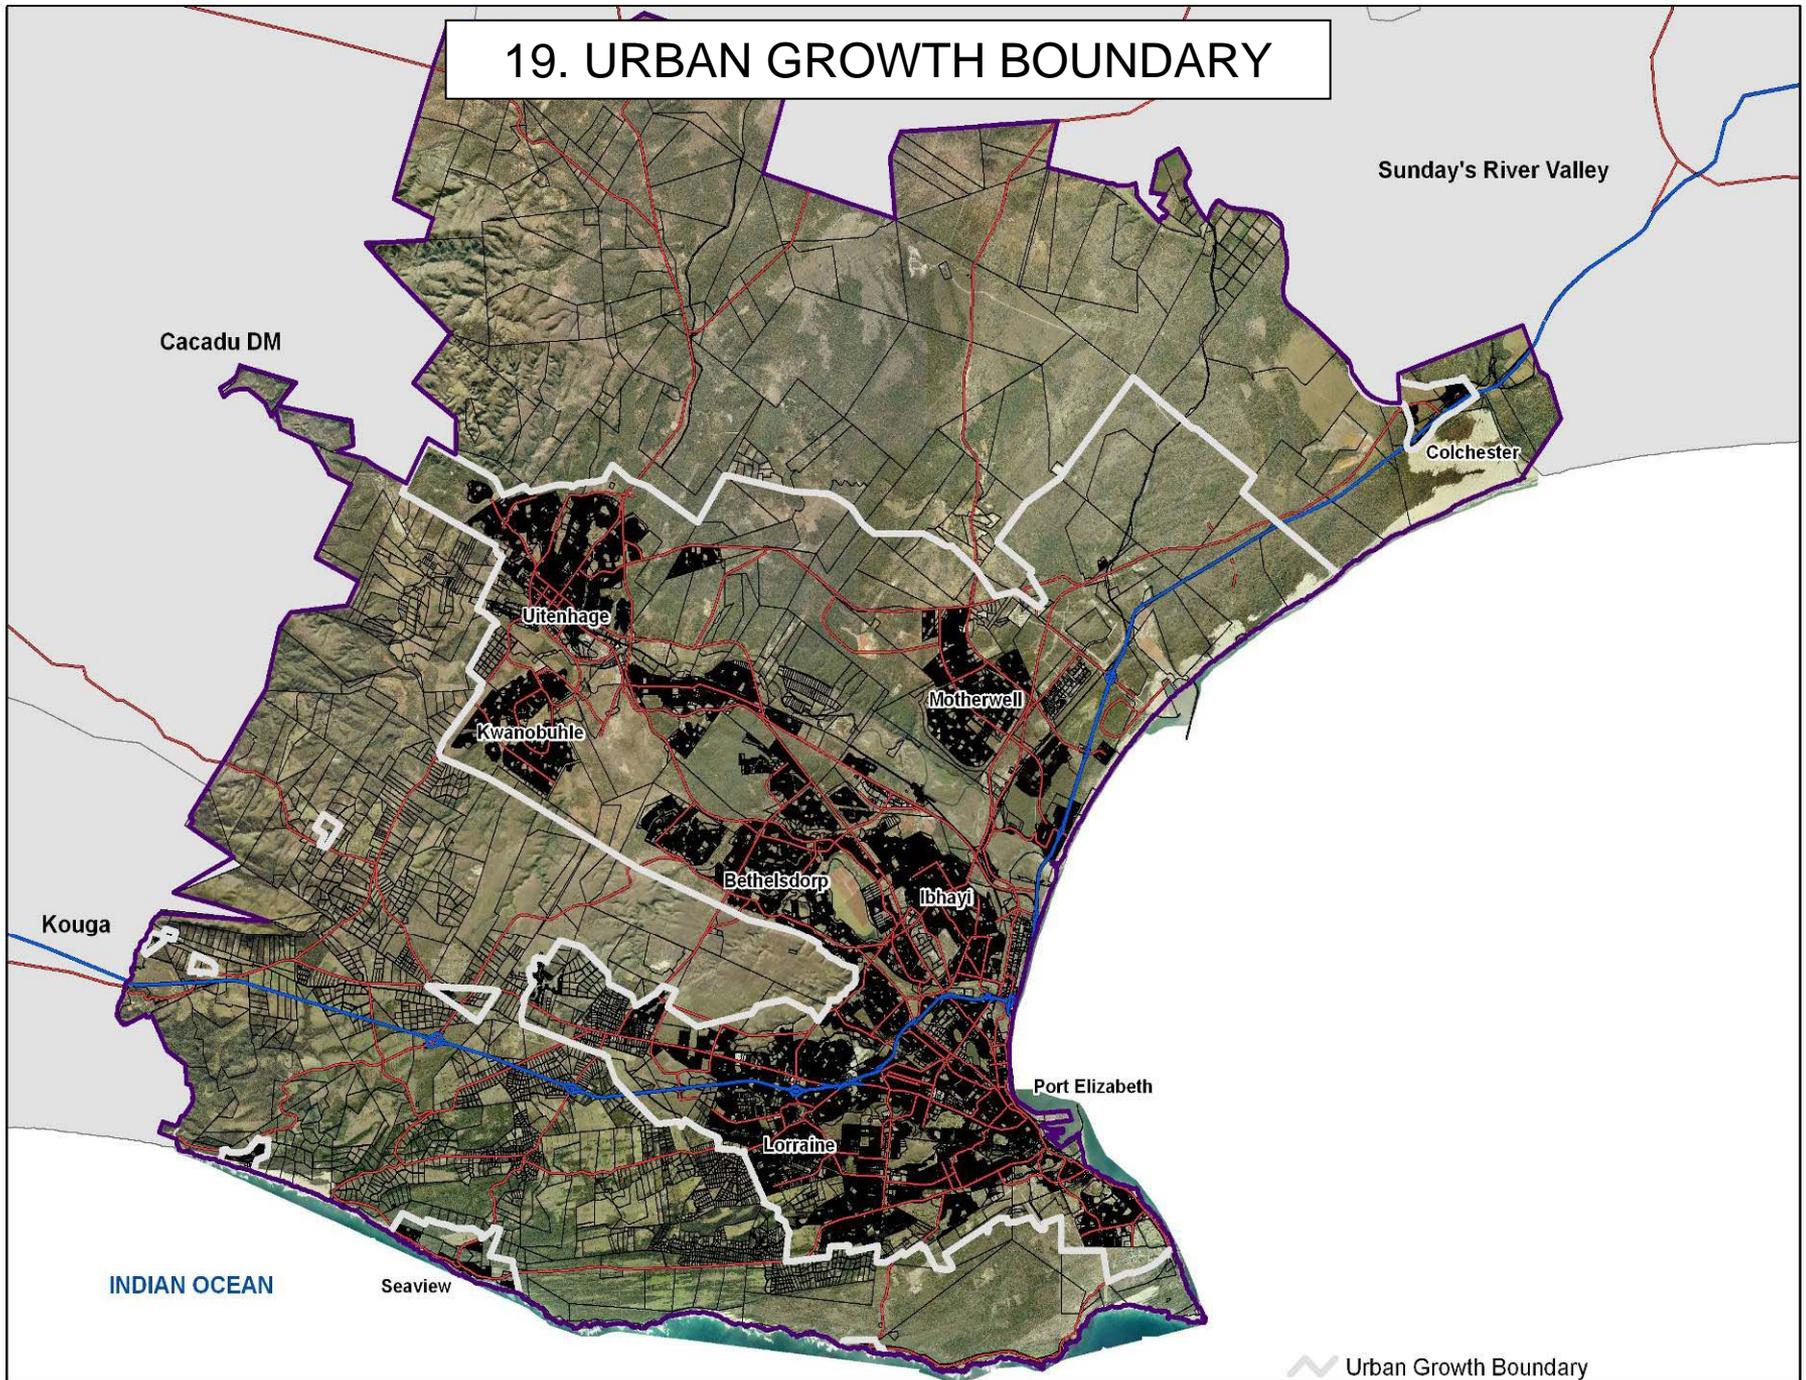 19. URBAN GROWTH BOUNDARY
Sunday's River Valley
Cacadu DM
Colchester
Uitenhage
Motherwell
Kwanobuhle
Bethelsdorp
Ibhayi
Kouga
Port Elizabeth
Lorraine
INDIAN OCEAN
Seaview
Urban Growth Boundary